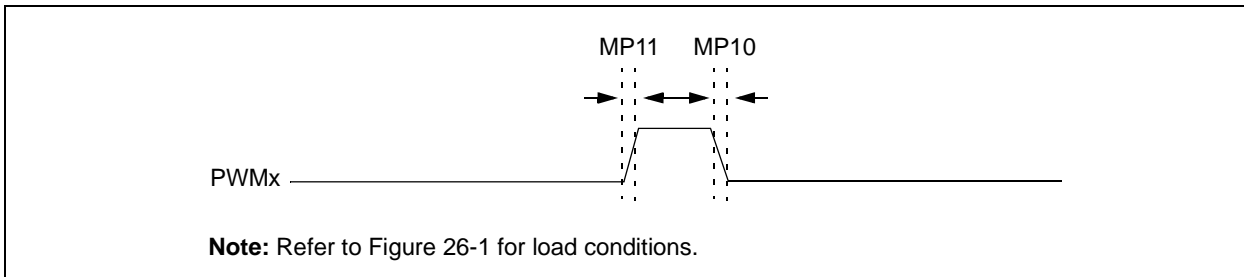 MP11 MP10
PWMx
Note: Refer to Figure 26-1 for load conditions.